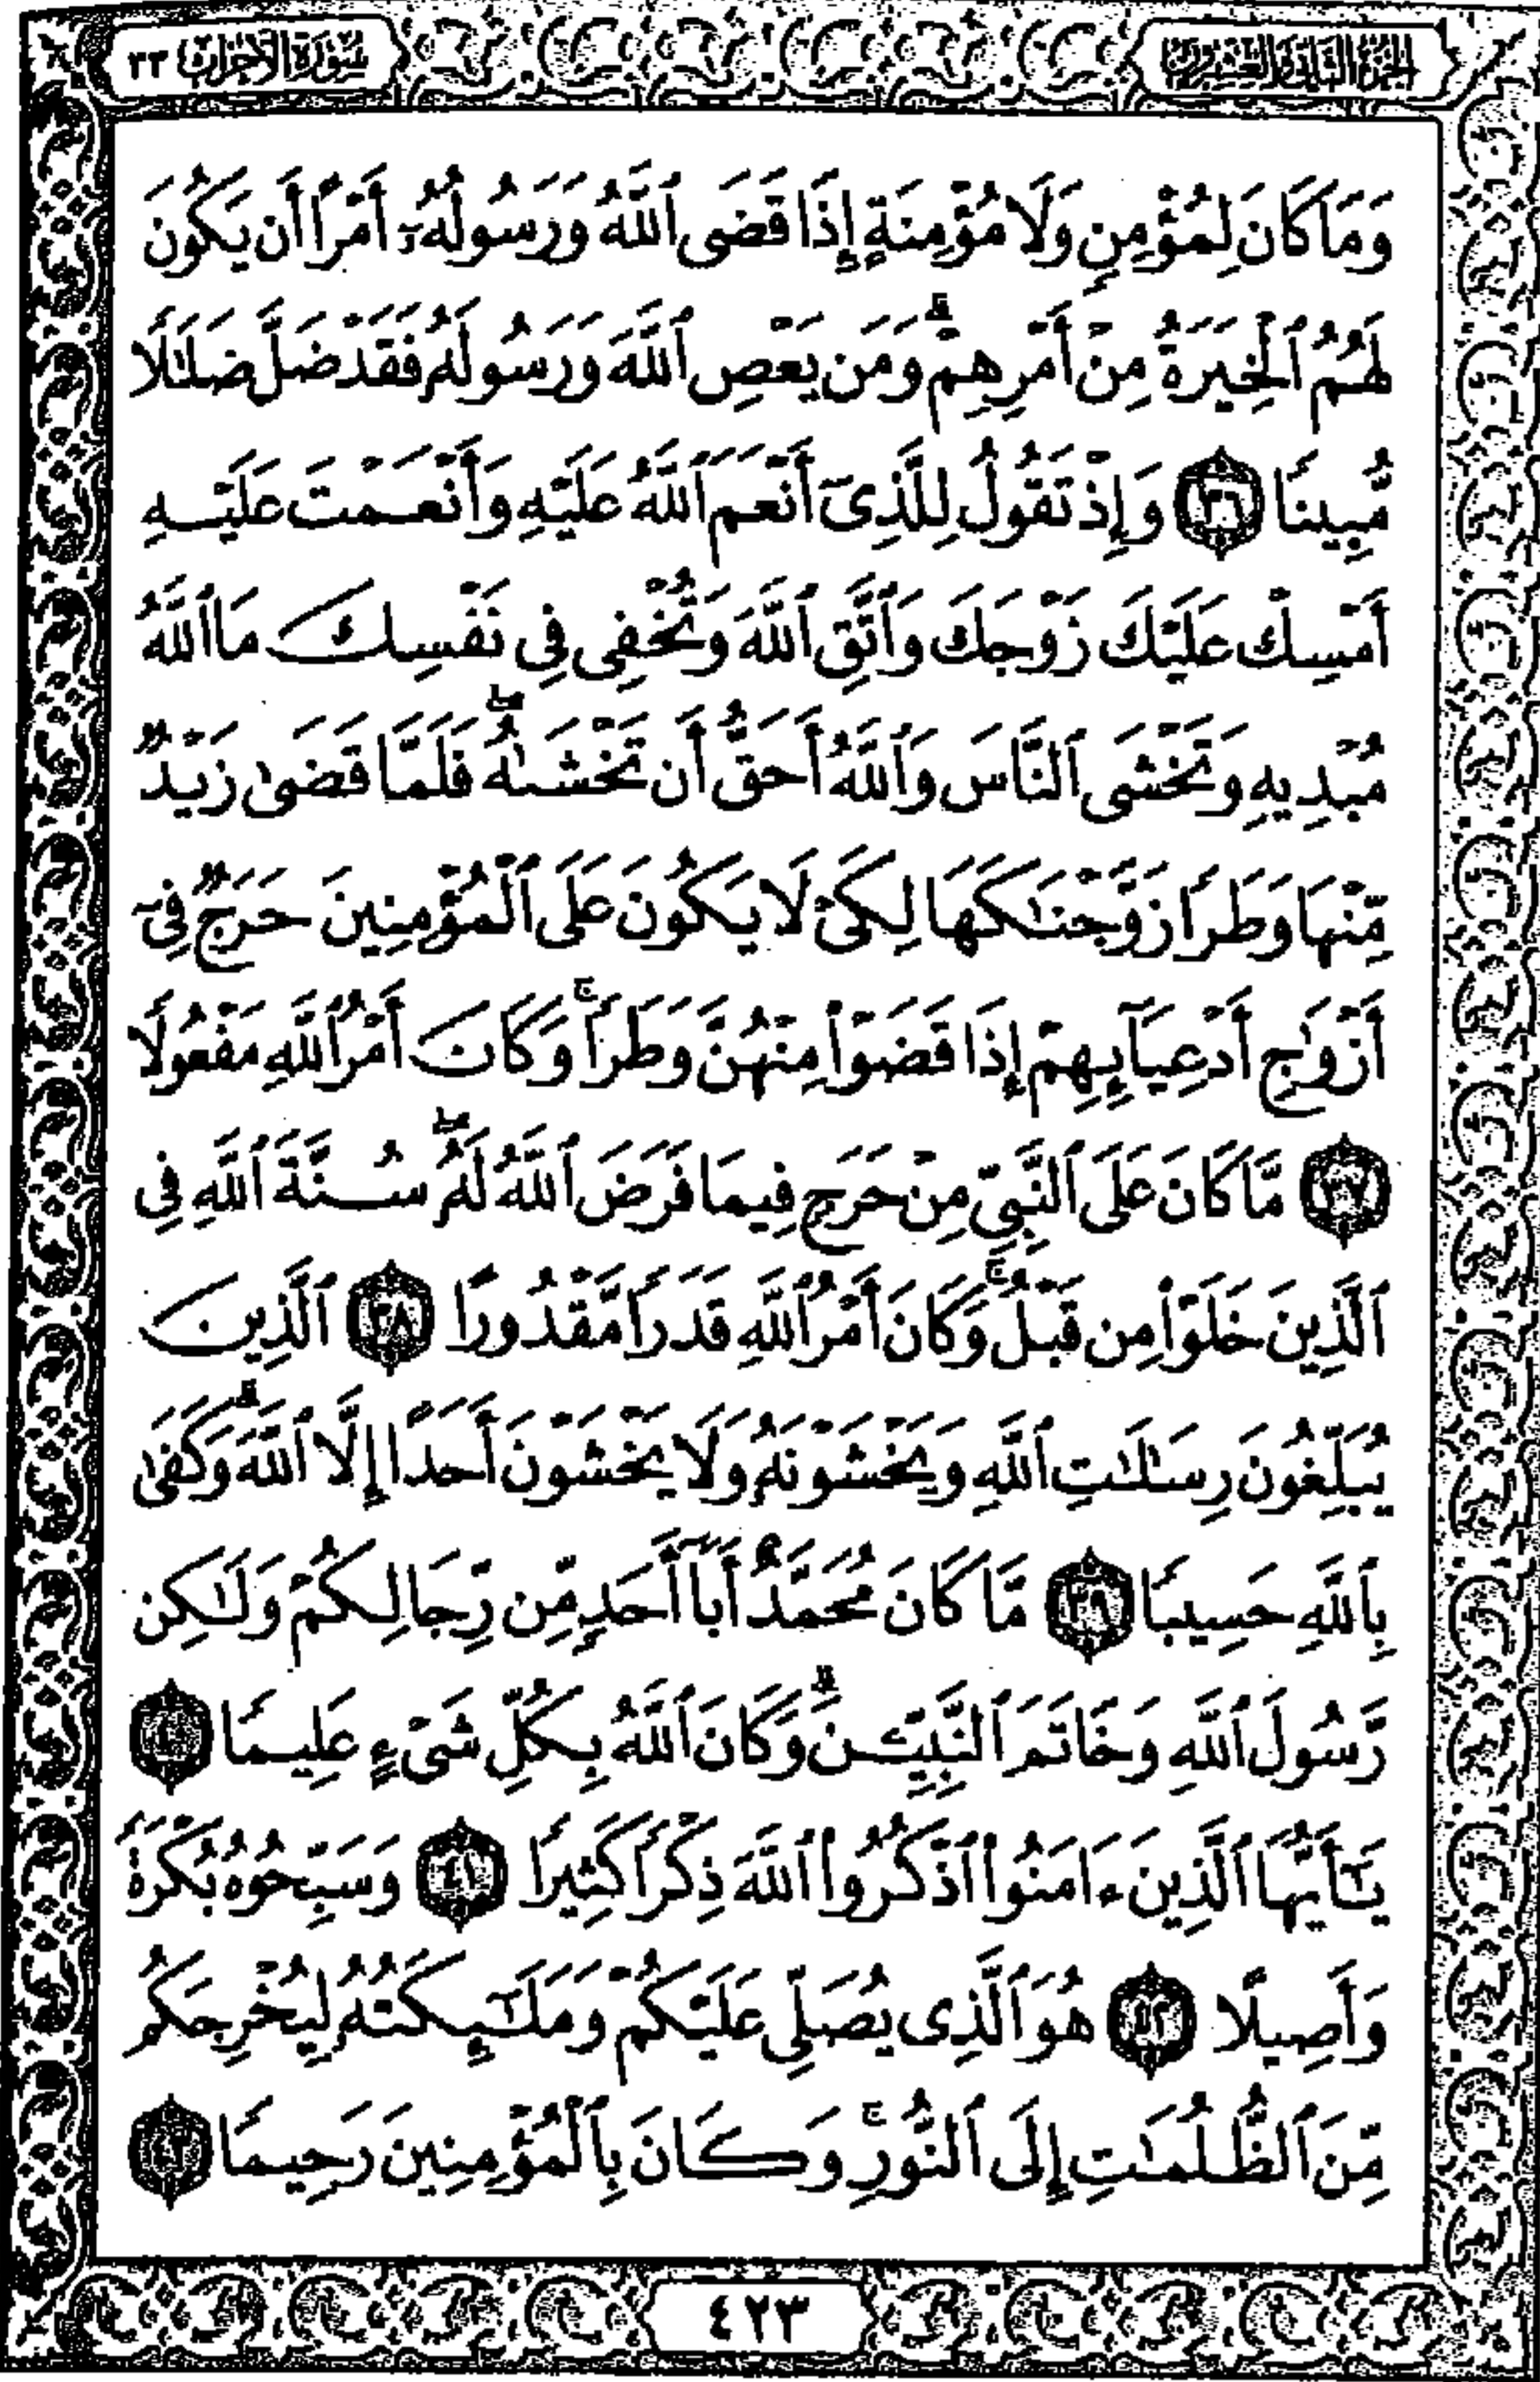 الجزء الثاني والعشرون
سورة الأحزاب ٣٣
وَمَا كَانَ لِمُؤْمِنٍ وَلَا مُؤْمِنَةٍ إِذَا قَضَى ٱللَّهُ وَرَسُولُهُۥٓ أَمْرًا أَن يَكُونَ
لَهُمُ ٱلْخِيَرَةُ مِنْ أَمْرِهِمْ ۗ وَمَن يَعْصِ ٱللَّهَ وَرَسُولَهُۥ فَقَدْ ضَلَّ ضَلَٰلًا
مُّبِينًا ٣٦ وَإِذْ تَقُولُ لِلَّذِىٓ أَنْعَمَ ٱللَّهُ عَلَيْهِ وَأَنْعَمْتَ عَلَيْهِ
أَمْسِكْ عَلَيْكَ زَوْجَكَ وَٱتَّقِ ٱللَّهَ وَتُخْفِى فِى نَفْسِكَ مَا ٱللَّهُ
مُبْدِيهِ وَتَخْشَى ٱلنَّاسَ وَٱللَّهُ أَحَقُّ أَن تَخْشَىٰهُ ۖ فَلَمَّا قَضَىٰ زَيْدٌ
مِّنْهَا وَطَرًا زَوَّجْنَٰكَهَا لِكَىْ لَا يَكُونَ عَلَى ٱلْمُؤْمِنِينَ حَرَجٌ فِىٓ
أَزْوَٰجِ أَدْعِيَآئِهِمْ إِذَا قَضَوْا۟ مِنْهُنَّ وَطَرًا ۚ وَكَانَ أَمْرُ ٱللَّهِ مَفْعُولًا
٣٧ مَّا كَانَ عَلَى ٱلنَّبِىِّ مِنْ حَرَجٍ فِيمَا فَرَضَ ٱللَّهُ لَهُۥ ۖ سُنَّةَ ٱللَّهِ فِى
ٱلَّذِينَ خَلَوْا۟ مِن قَبْلُ ۚ وَكَانَ أَمْرُ ٱللَّهِ قَدَرًا مَّقْدُورًا ٣٨ ٱلَّذِينَ
يُبَلِّغُونَ رِسَٰلَٰتِ ٱللَّهِ وَيَخْشَوْنَهُۥ وَلَا يَخْشَوْنَ أَحَدًا إِلَّا ٱللَّهَ ۗ وَكَفَىٰ
بِٱللَّهِ حَسِيبًا ٣٩ مَّا كَانَ مُحَمَّدٌ أَبَآ أَحَدٍ مِّن رِّجَالِكُمْ وَلَٰكِن
رَّسُولَ ٱللَّهِ وَخَاتَمَ ٱلنَّبِيِّـۧنَ ۗ وَكَانَ ٱللَّهُ بِكُلِّ شَىْءٍ عَلِيمًا ٤٠
يَٰٓأَيُّهَا ٱلَّذِينَ ءَامَنُوا۟ ٱذْكُرُوا۟ ٱللَّهَ ذِكْرًا كَثِيرًا ٤١ وَسَبِّحُوهُ بُكْرَةً
وَأَصِيلًا ٤٢ هُوَ ٱلَّذِى يُصَلِّى عَلَيْكُمْ وَمَلَٰٓئِكَتُهُۥ لِيُخْرِجَكُم
مِّنَ ٱلظُّلُمَٰتِ إِلَى ٱلنُّورِ ۚ وَكَانَ بِٱلْمُؤْمِنِينَ رَحِيمًا ٤٣
٤٢٣